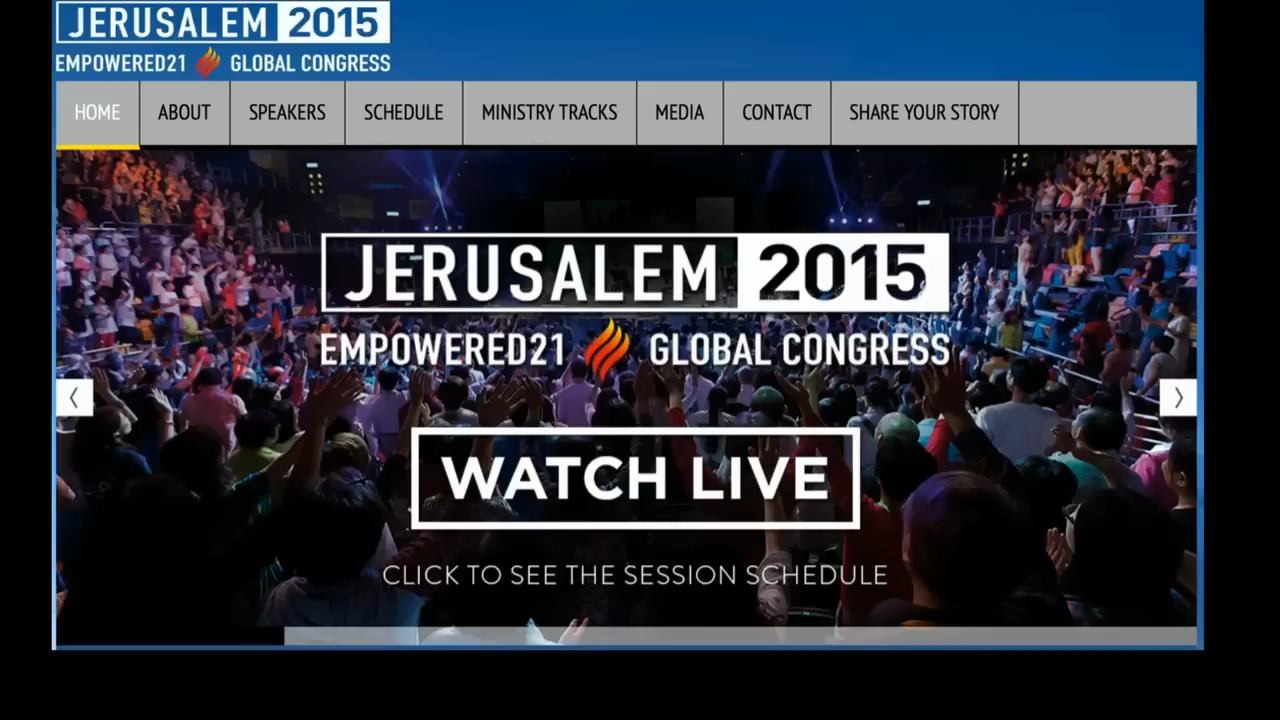 JERUSALEM 2015
EMPOWERED21 GLOBAL CONGRESS
HOME ABOUT SPEAKERS SCHEDULE MINISTRY TRACKS MEDIA CONTACT SHARE YOUR STORY
JERUSALEM 2015
EMPOWERED21 GLOBAL CONGRESS
WATCH LIVE
CLICK TO SEE THE SESSION SCHEDULE